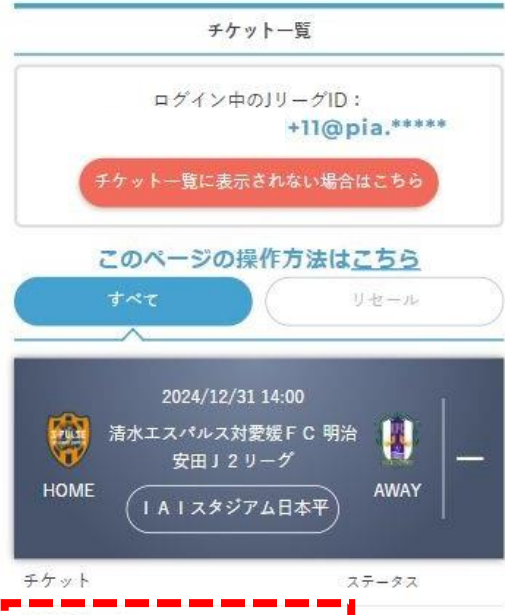 チケット一覧
ログイン中のJリーグID：
+11@pia.*****
チケット一覧に表示されない場合はこちら
このページの操作方法はこちら
すべて
リセール
2024/12/31 14:00
清水エスパルス対愛媛ＦＣ 明治
安田Ｊ２リーグ
S-PULSE
HOME
AWAY
ＩＡＩスタジアム日本平
チケット
ステータス